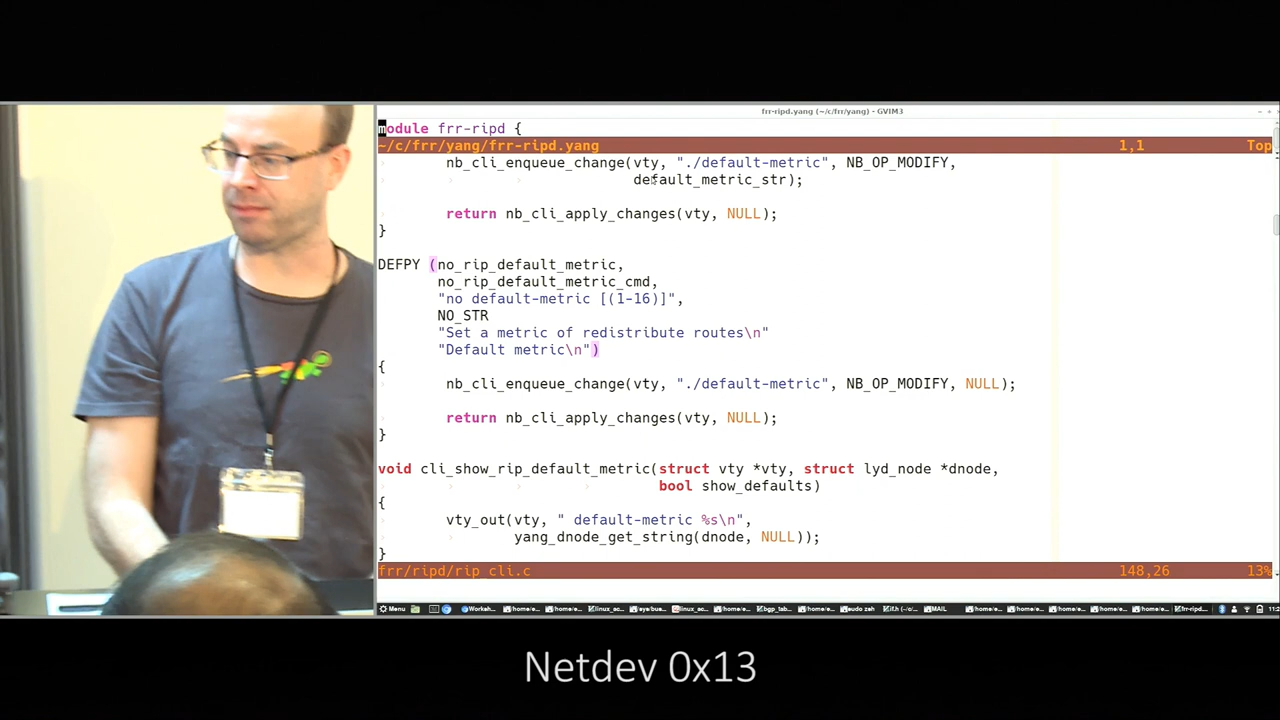 frr-ripd.yang (~/c/frr/yang) - GVIM3
module frr-ripd {
~/c/frr/yang/frr-ripd.yang 1,1 Top
nb_cli_enqueue_change(vty, "./default-metric", NB_OP_MODIFY,
default_metric_str);
return nb_cli_apply_changes(vty, NULL);
}
DEFPY (no_rip_default_metric,
no_rip_default_metric_cmd,
"no default-metric [(1-16)]",
NO_STR
"Set a metric of redistribute routes\n"
"Default metric\n")
{
nb_cli_enqueue_change(vty, "./default-metric", NB_OP_MODIFY, NULL);
return nb_cli_apply_changes(vty, NULL);
}
void cli_show_rip_default_metric(struct vty *vty, struct lyd_node *dnode,
bool show_defaults)
{
vty_out(vty, " default-metric %s\n",
yang_dnode_get_string(dnode, NULL));
}
frr/ripd/rip_cli.c 148,26 13%
Menu
Netdev 0x13